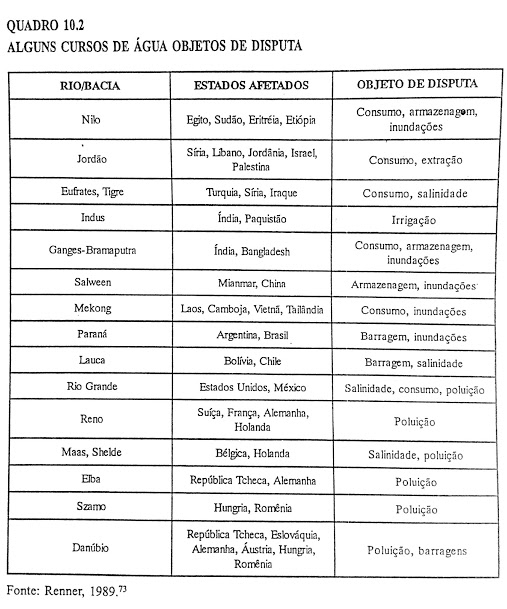 QUADRO 10.2
ALGUNS CURSOS DE ÁGUA OBJETOS DE DISPUTA
RIO/BACIA ESTADOS AFETADOS OBJETO DE DISPUTA
Nilo Egito, Sudão, Eritréia, Etiópia Consumo, armazenagem,
inundações
Jordão Síria, Líbano, Jordânia, Israel,
Palestina Consumo, extração
Eufrates, Tigre Turquia, Síria, Iraque Consumo, salinidade
Indus Índia, Paquistão Irrigação
Ganges-Bramaputra Índia, Bangladesh Consumo, armazenagem,
inundações
Salween Mianmar, China Armazenagem, inundações
Mekong Laos, Camboja, Vietnã, Tailândia Consumo, inundações
Paraná Argentina, Brasil Barragem, inundações
Lauca Bolívia, Chile Barragem, salinidade
Rio Grande Estados Unidos, México Salinidade, consumo, poluição
Reno Suíça, França, Alemanha,
Holanda Poluição
Maas, Shelde Bélgica, Holanda Salinidade, poluição
Elba República Tcheca, Alemanha Poluição
Szamo Hungria, Romênia Poluição
Danúbio República Tcheca, Eslováquia,
Alemanha, Áustria, Hungria,
Romênia Poluição, barragens
Fonte: Renner, 1989.73